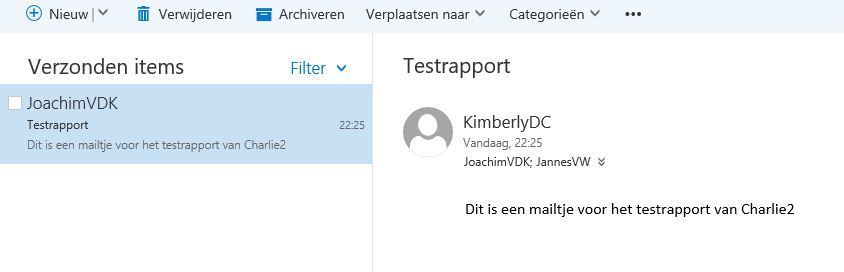 Nieuw | Verwijderen Archiveren Verplaatsen naar Categorieën •••
Verzonden items Filter
JoachimVDK
Testrapport 22:25
Dit is een mailtje voor het testrapport van Charlie2
Testrapport
KimberlyDC
Vandaag, 22:25
JoachimVDK; JannesVW
Dit is een mailtje voor het testrapport van Charlie2